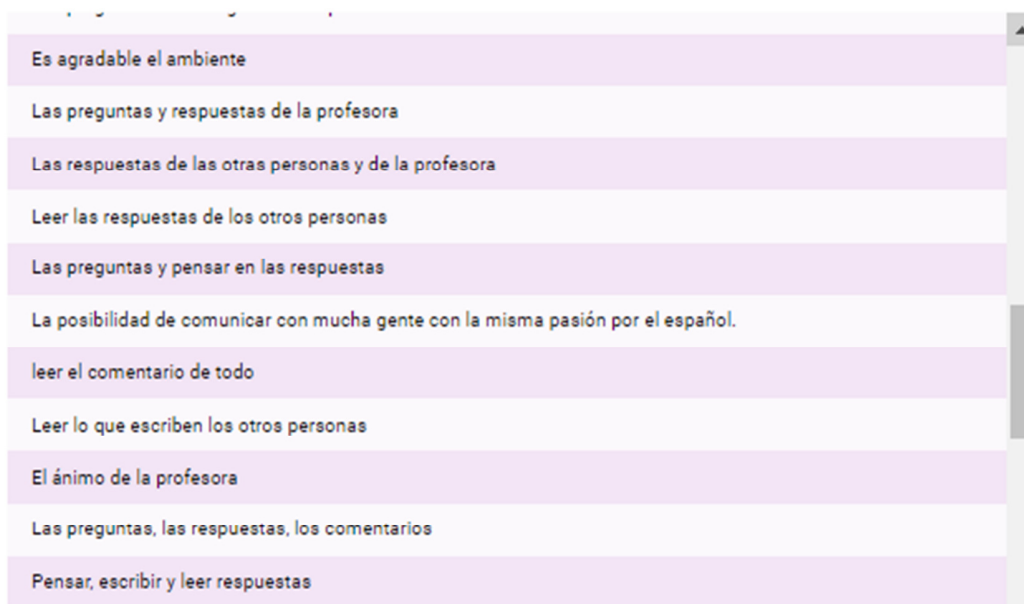 Es agradable el ambiente
Las preguntas y respuestas de la profesora
Las respuestas de las otras personas y de la profesora
Leer las respuestas de los otros personas
Las preguntas y pensar en las respuestas
La posibilidad de comunicar con mucha gente con la misma pasión por el español.
leer el comentario de todo
Leer lo que escriben los otros personas
El ánimo de la profesora
Las preguntas, las respuestas, los comentarios
Pensar, escribir y leer respuestas